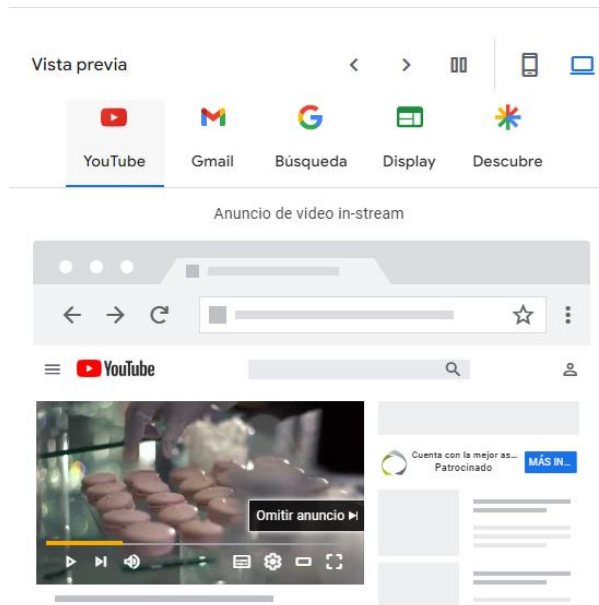 Vista previa
YouTube
Gmail
Búsqueda
Display
Descubre
Anuncio de video in-stream
YouTube
Omitir anuncio
Cuenta con la mejor as...
Patrocinado
MÁS IN...